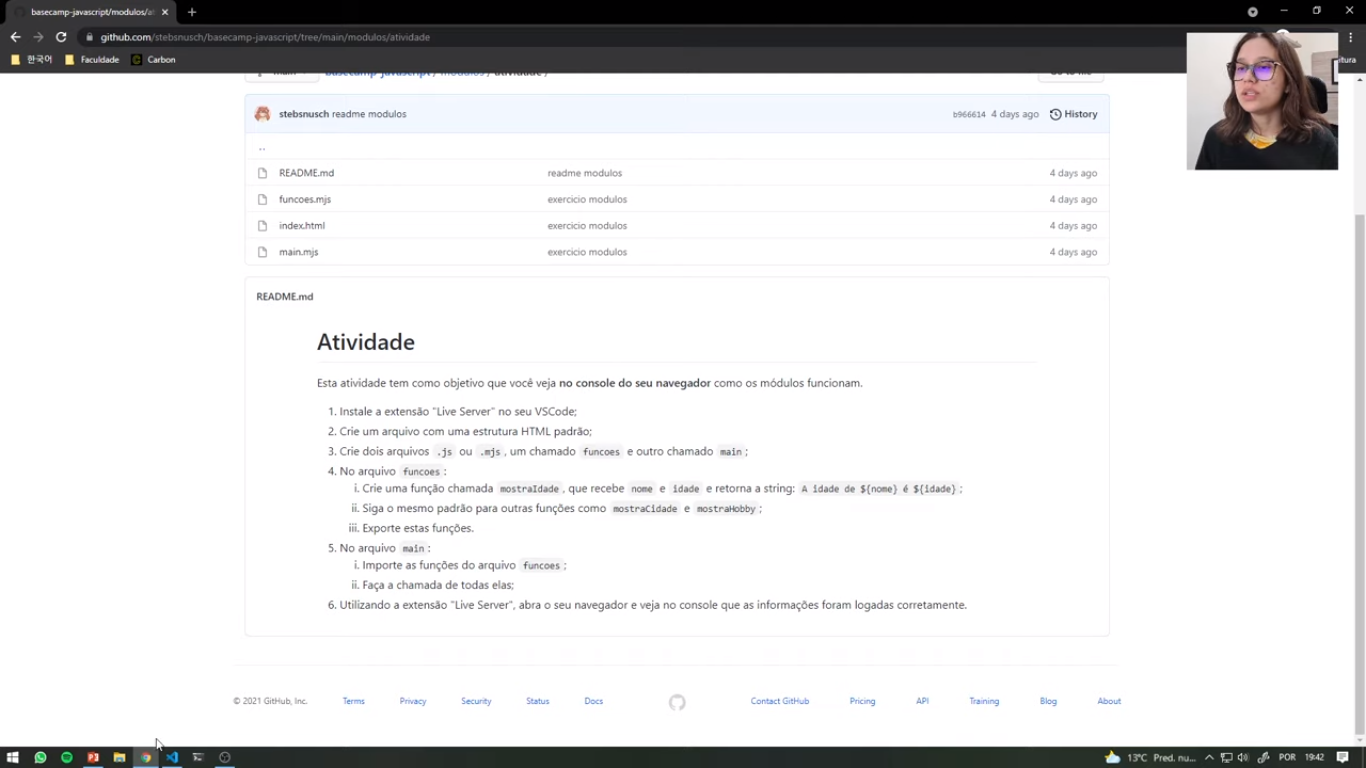 basecamp-javascript/modulos/at
github.com/stebsnusch/basecamp-javascript/tree/main/modulos/atividade
한국어 Faculdade Carbon itura
basecamp-javascript / modulos / atividade /
stebsnusch readme modulos b966614 4 days ago History
..
README.md readme modulos 4 days ago
funcoes.mjs exercicio modulos 4 days ago
index.html exercicio modulos 4 days ago
main.mjs exercicio modulos 4 days ago
README.md
Atividade
Esta atividade tem como objetivo que você veja no console do seu navegador como os módulos funcionam.
1. Instale a extensão "Live Server" no seu VSCode;
2. Crie um arquivo com uma estrutura HTML padrão;
3. Crie dois arquivos .js ou .mjs, um chamado funcoes e outro chamado main;
4. No arquivo funcoes:
i. Crie uma função chamada mostraIdade, que recebe nome e idade e retorna a string: A idade de ${nome} é ${idade};
ii. Siga o mesmo padrão para outras funções como mostraCidade e mostraHobby;
iii. Exporte estas funções.
5. No arquivo main:
i. Importe as funções do arquivo funcoes;
ii. Faça a chamada de todas elas;
6. Utilizando a extensão "Live Server", abra o seu navegador e veja no console que as informações foram logadas corretamente.
© 2021 GitHub, Inc. Terms Privacy Security Status Docs Contact GitHub Pricing API Training Blog About
13°C Pred. nu... POR 19:42